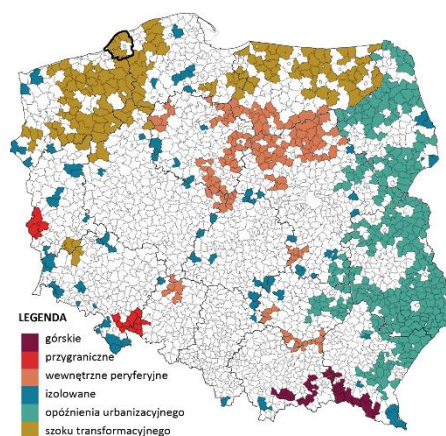 LEGENDA
górskie
przygraniczne
wewnętrzne peryferyjne
izolowane
opóźnienia urbanizacyjnego
szoku transformacyjnego